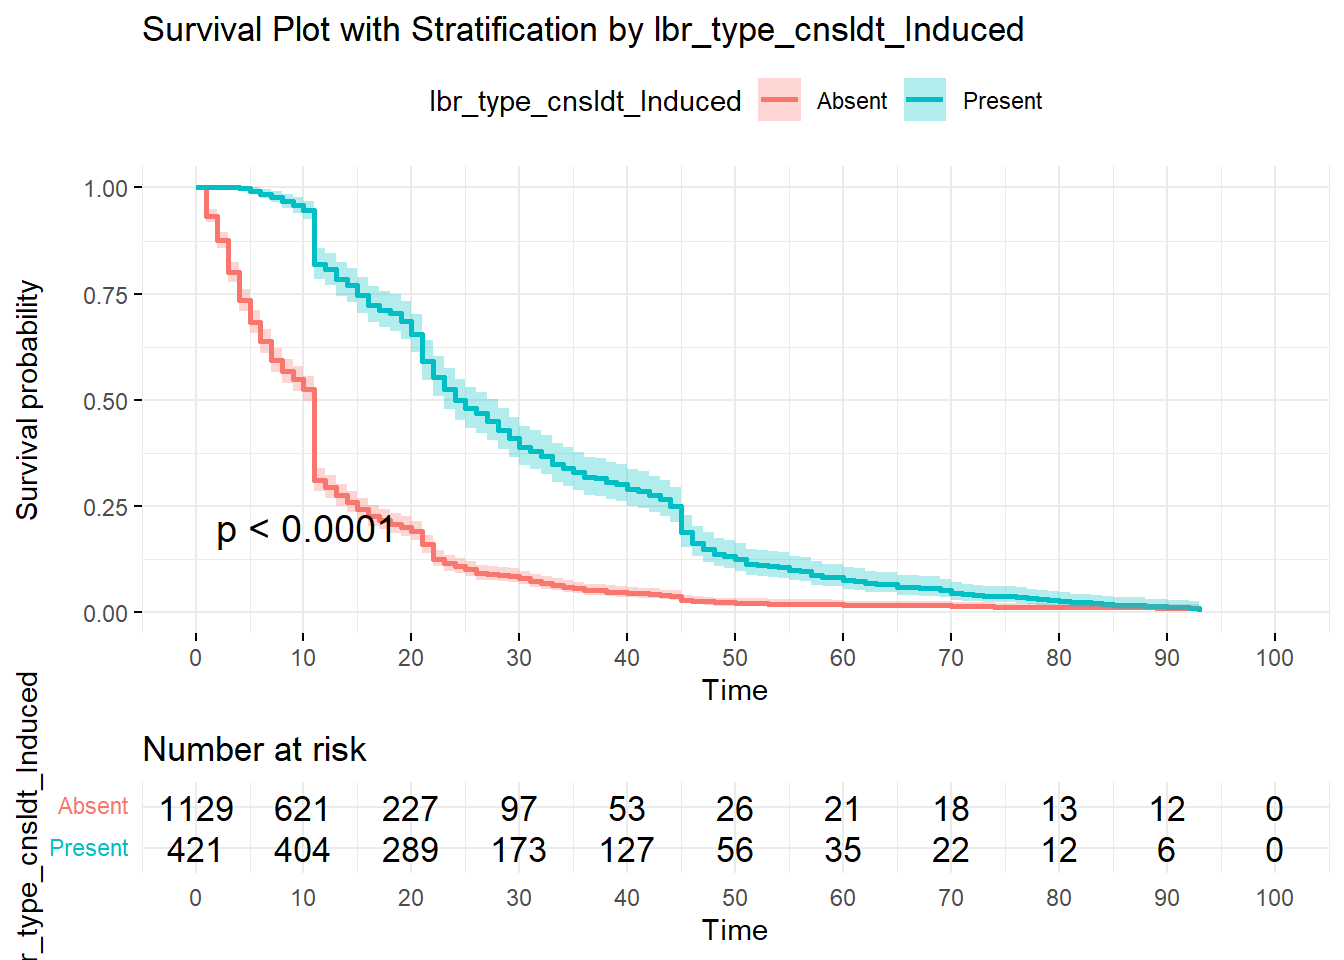 Survival Plot with Stratification by lbr_type_cnsldt_Induced
lbr_type_cnsldt_Induced Absent Present
Survival probability
1.00
0.75
0.50
0.25
0.00
p < 0.0001
0 10 20 30 40 50 60 70 80 90 100
Time
Number at risk
r_type_cnsldt_Induced
Absent 1129 621 227 97 53 26 21 18 13 12 0
Present 421 404 289 173 127 56 35 22 12 6 0
0 10 20 30 40 50 60 70 80 90 100
Time